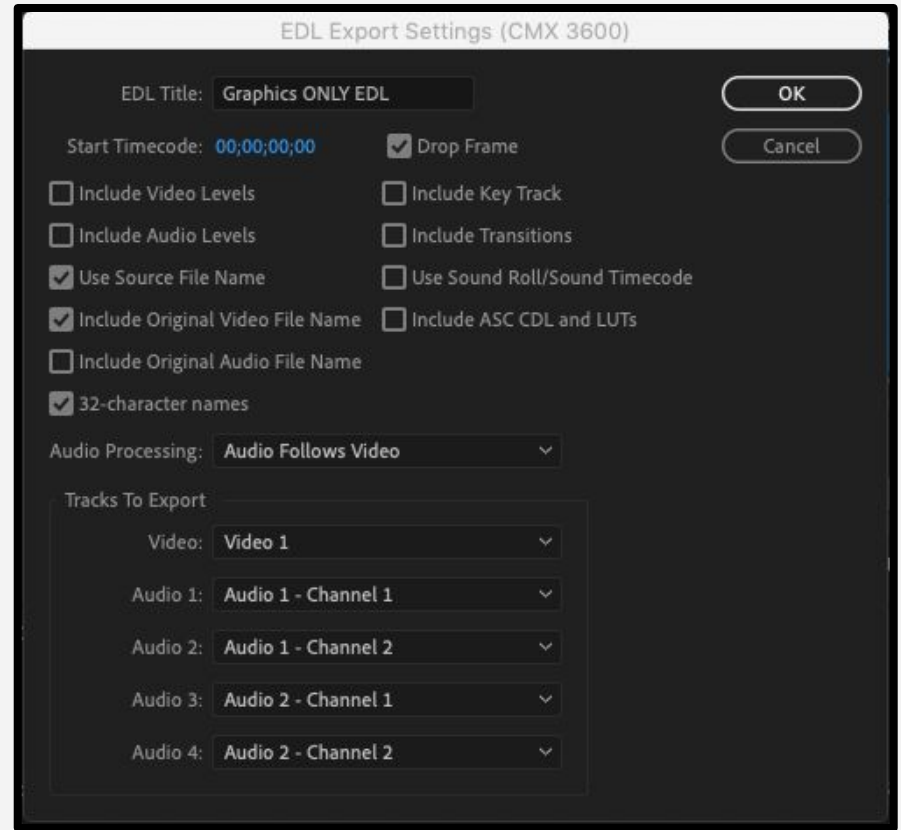 EDL Export Settings (CMX 3600)
EDL Title: Graphics ONLY EDL
OK
Start Timecode: 00;00;00;00
Drop Frame
Cancel
Include Video Levels
Include Key Track
Include Audio Levels
Include Transitions
Use Source File Name
Use Sound Roll/Sound Timecode
Include Original Video File Name
Include ASC CDL and LUTs
Include Original Audio File Name
32-character names
Audio Processing: Audio Follows Video
Tracks To Export
Video: Video 1
Audio 1: Audio 1 - Channel 1
Audio 2: Audio 1 - Channel 2
Audio 3: Audio 2 - Channel 1
Audio 4: Audio 2 - Channel 2